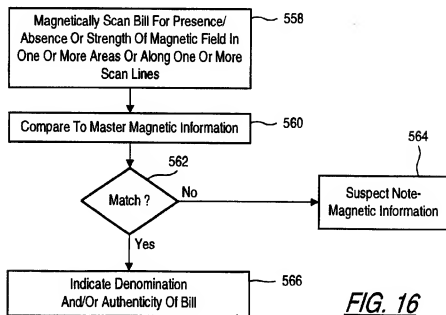 Magnetically Scan Bill For Presence/
Absence Or Strength Of Magnetic Field In
One Or More Areas Or Along One Or More
Scan Lines
558
Compare To Master Magnetic Information
560
562
564
Match ?
No
Suspect Note-
Magnetic Information
Yes
Indicate Denomination
And/Or Authenticity Of Bill
566
FIG. 16